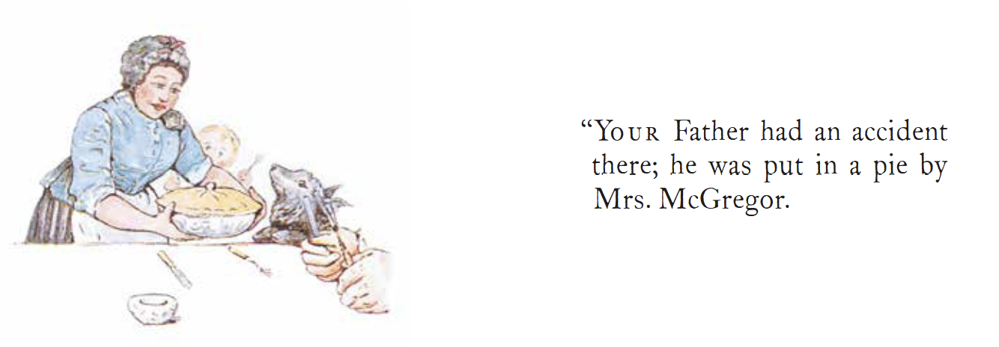 “YOUR Father had an accident
there; he was put in a pie by
Mrs. McGregor.